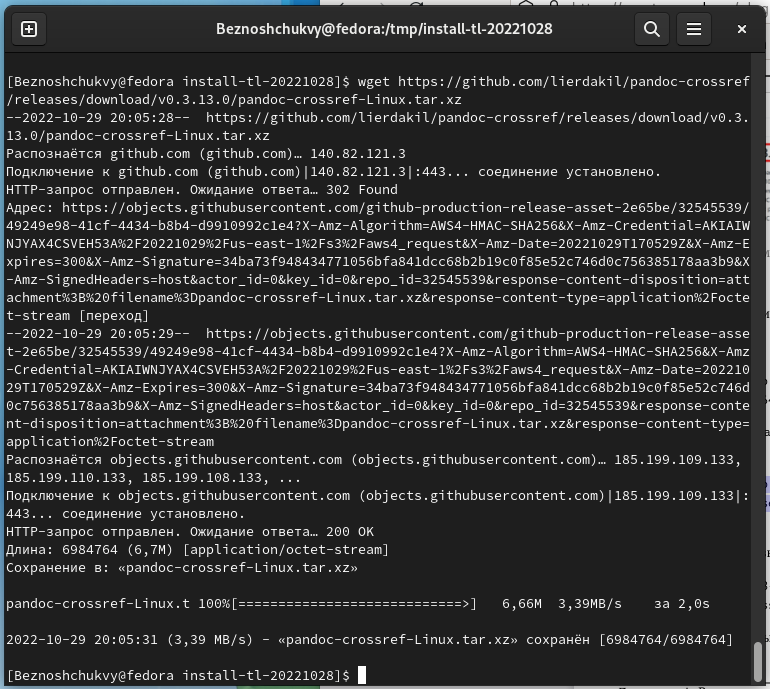 Beznoshchukvy@fedora:/tmp/install-tl-20221028
[Beznoshchukvy@fedora install-tl-20221028]$ wget https://github.com/lierdakil/pandoc-crossref
/releases/download/v0.3.13.0/pandoc-crossref-Linux.tar.xz
--2022-10-29 20:05:28--  https://github.com/lierdakil/pandoc-crossref/releases/download/v0.3.
13.0/pandoc-crossref-Linux.tar.xz
Распознаётся github.com (github.com)… 140.82.121.3
Подключение к github.com (github.com)|140.82.121.3|:443... соединение установлено.
HTTP-запрос отправлен. Ожидание ответа… 302 Found
Адрес: https://objects.githubusercontent.com/github-production-release-asset-2e65be/32545539/
49249e98-41cf-4434-b8b4-d9910992c1e4?X-Amz-Algorithm=AWS4-HMAC-SHA256&X-Amz-Credential=AKIAIW
NJYAX4CSVEH53A%2F20221029%2Fus-east-1%2Fs3%2Faws4_request&X-Amz-Date=20221029T170529Z&X-Amz-E
xpires=300&X-Amz-Signature=34ba73f948434771056bfa841dcc68b2b19c0f85e52c746d0c756385178aa3b9&X
-Amz-SignedHeaders=host&actor_id=0&key_id=0&repo_id=32545539&response-content-disposition=att
achment%3B%20filename%3Dpandoc-crossref-Linux.tar.xz&response-content-type=application%2Focte
t-stream [переход]
--2022-10-29 20:05:29--  https://objects.githubusercontent.com/github-production-release-asse
t-2e65be/32545539/49249e98-41cf-4434-b8b4-d9910992c1e4?X-Amz-Algorithm=AWS4-HMAC-SHA256&X-Amz
-Credential=AKIAIWNJYAX4CSVEH53A%2F20221029%2Fus-east-1%2Fs3%2Faws4_request&X-Amz-Date=202210
29T170529Z&X-Amz-Expires=300&X-Amz-Signature=34ba73f948434771056bfa841dcc68b2b19c0f85e52c746d
0c756385178aa3b9&X-Amz-SignedHeaders=host&actor_id=0&key_id=0&repo_id=32545539&response-conte
nt-disposition=attachment%3B%20filename%3Dpandoc-crossref-Linux.tar.xz&response-content-type=
application%2Foctet-stream
Распознаётся objects.githubusercontent.com (objects.githubusercontent.com)… 185.199.109.133,
185.199.110.133, 185.199.108.133, ...
Подключение к objects.githubusercontent.com (objects.githubusercontent.com)|185.199.109.133|:
443... соединение установлено.
HTTP-запрос отправлен. Ожидание ответа… 200 OK
Длина: 6984764 (6,7M) [application/octet-stream]
Сохранение в: «pandoc-crossref-Linux.tar.xz»
pandoc-crossref-Linux.t 100%[============================>]   6,66M  3,39MB/s    за 2,0s
2022-10-29 20:05:31 (3,39 MB/s) - «pandoc-crossref-Linux.tar.xz» сохранён [6984764/6984764]
[Beznoshchukvy@fedora install-tl-20221028]$